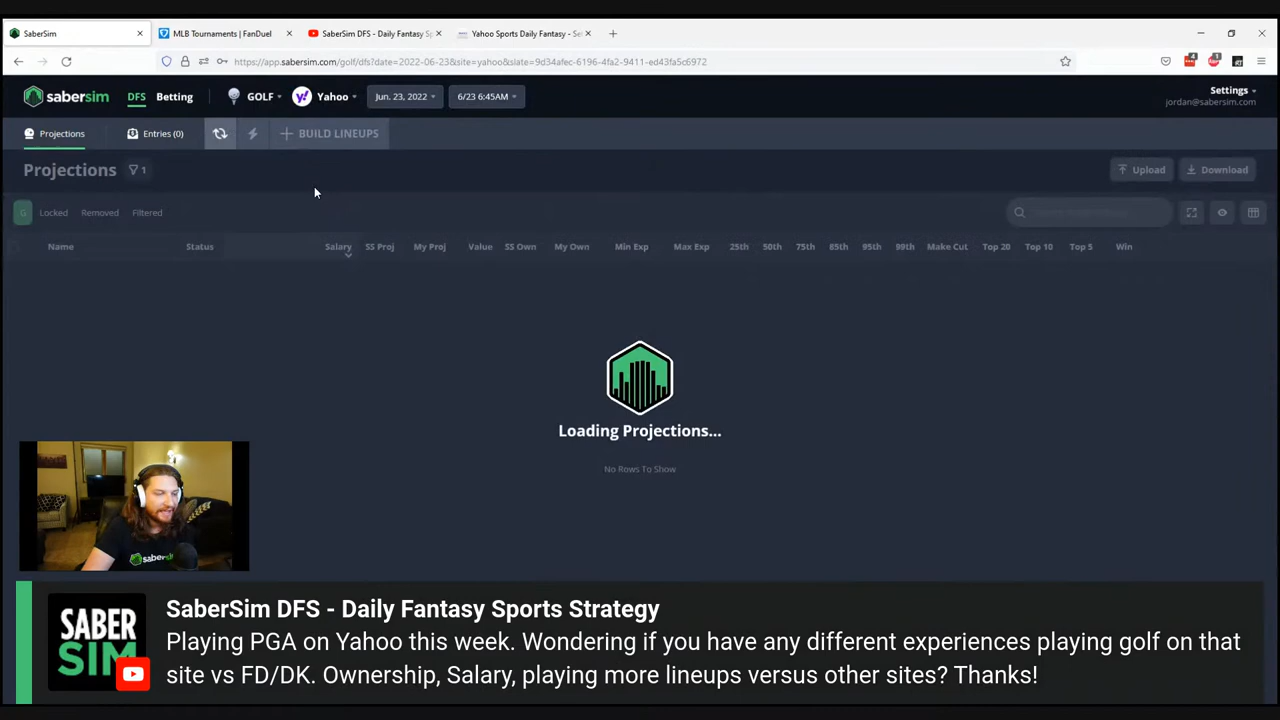 SaberSim
MLB Tournaments | FanDuel
SaberSim DFS - Daily Fantasy Sp
Yahoo Sports Daily Fantasy - Se
https://app.sabersim.com/golf/dfs?date=2022-06-23&site=yahoo&slate=9d34afec-6196-4fa2-9411-ed43fa5c6972
sabersim DFS Betting GOLF Yahoo Jun. 23, 2022 6/23 6:45AM Settings
jordan@sabersim.com
Projections Entries (0) + BUILD LINEUPS
Projections 1 Upload Download
G Locked Removed Filtered
Name Status Salary SS Proj My Proj Value SS Own My Own Min Exp Max Exp 25th 50th 75th 85th 95th 99th Make Cut Top 20 Top 10 Top 5 Win
Loading Projections...
No Rows To Show
SABER
SIM
SaberSim DFS - Daily Fantasy Sports Strategy
Playing PGA on Yahoo this week. Wondering if you have any different experiences playing golf on that
site vs FD/DK. Ownership, Salary, playing more lineups versus other sites? Thanks!